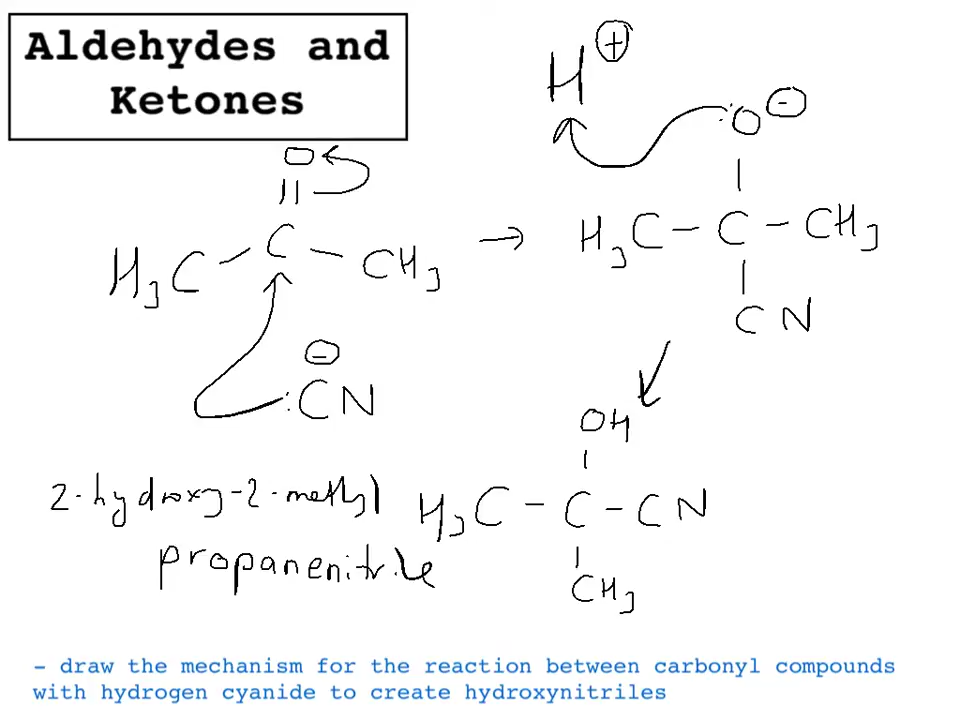 Aldehydes and
Ketones
H⊕
:O⊖
O
||
|
C
H₃C – C – CH₃
→
H₃C – C – CH₃
|
CN
⊖
:CN
OH
|
2-hydroxy-2-methyl
H₃C – C – CN
propanenitrile
|
CH₃
– draw the mechanism for the reaction between carbonyl compounds
with hydrogen cyanide to create hydroxynitriles